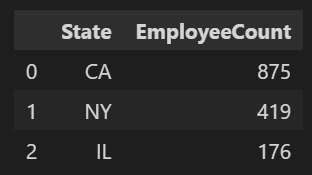 State EmployeeCount
0 CA 875
1 NY 419
2 IL 176